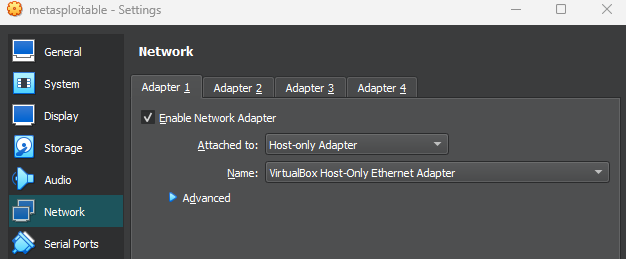 metasploitable - Settings
General
System
Display
Storage
Audio
Network
Serial Ports
Network
Adapter 1 Adapter 2 Adapter 3 Adapter 4
Enable Network Adapter
Attached to: Host-only Adapter
Name: VirtualBox Host-Only Ethernet Adapter
Advanced